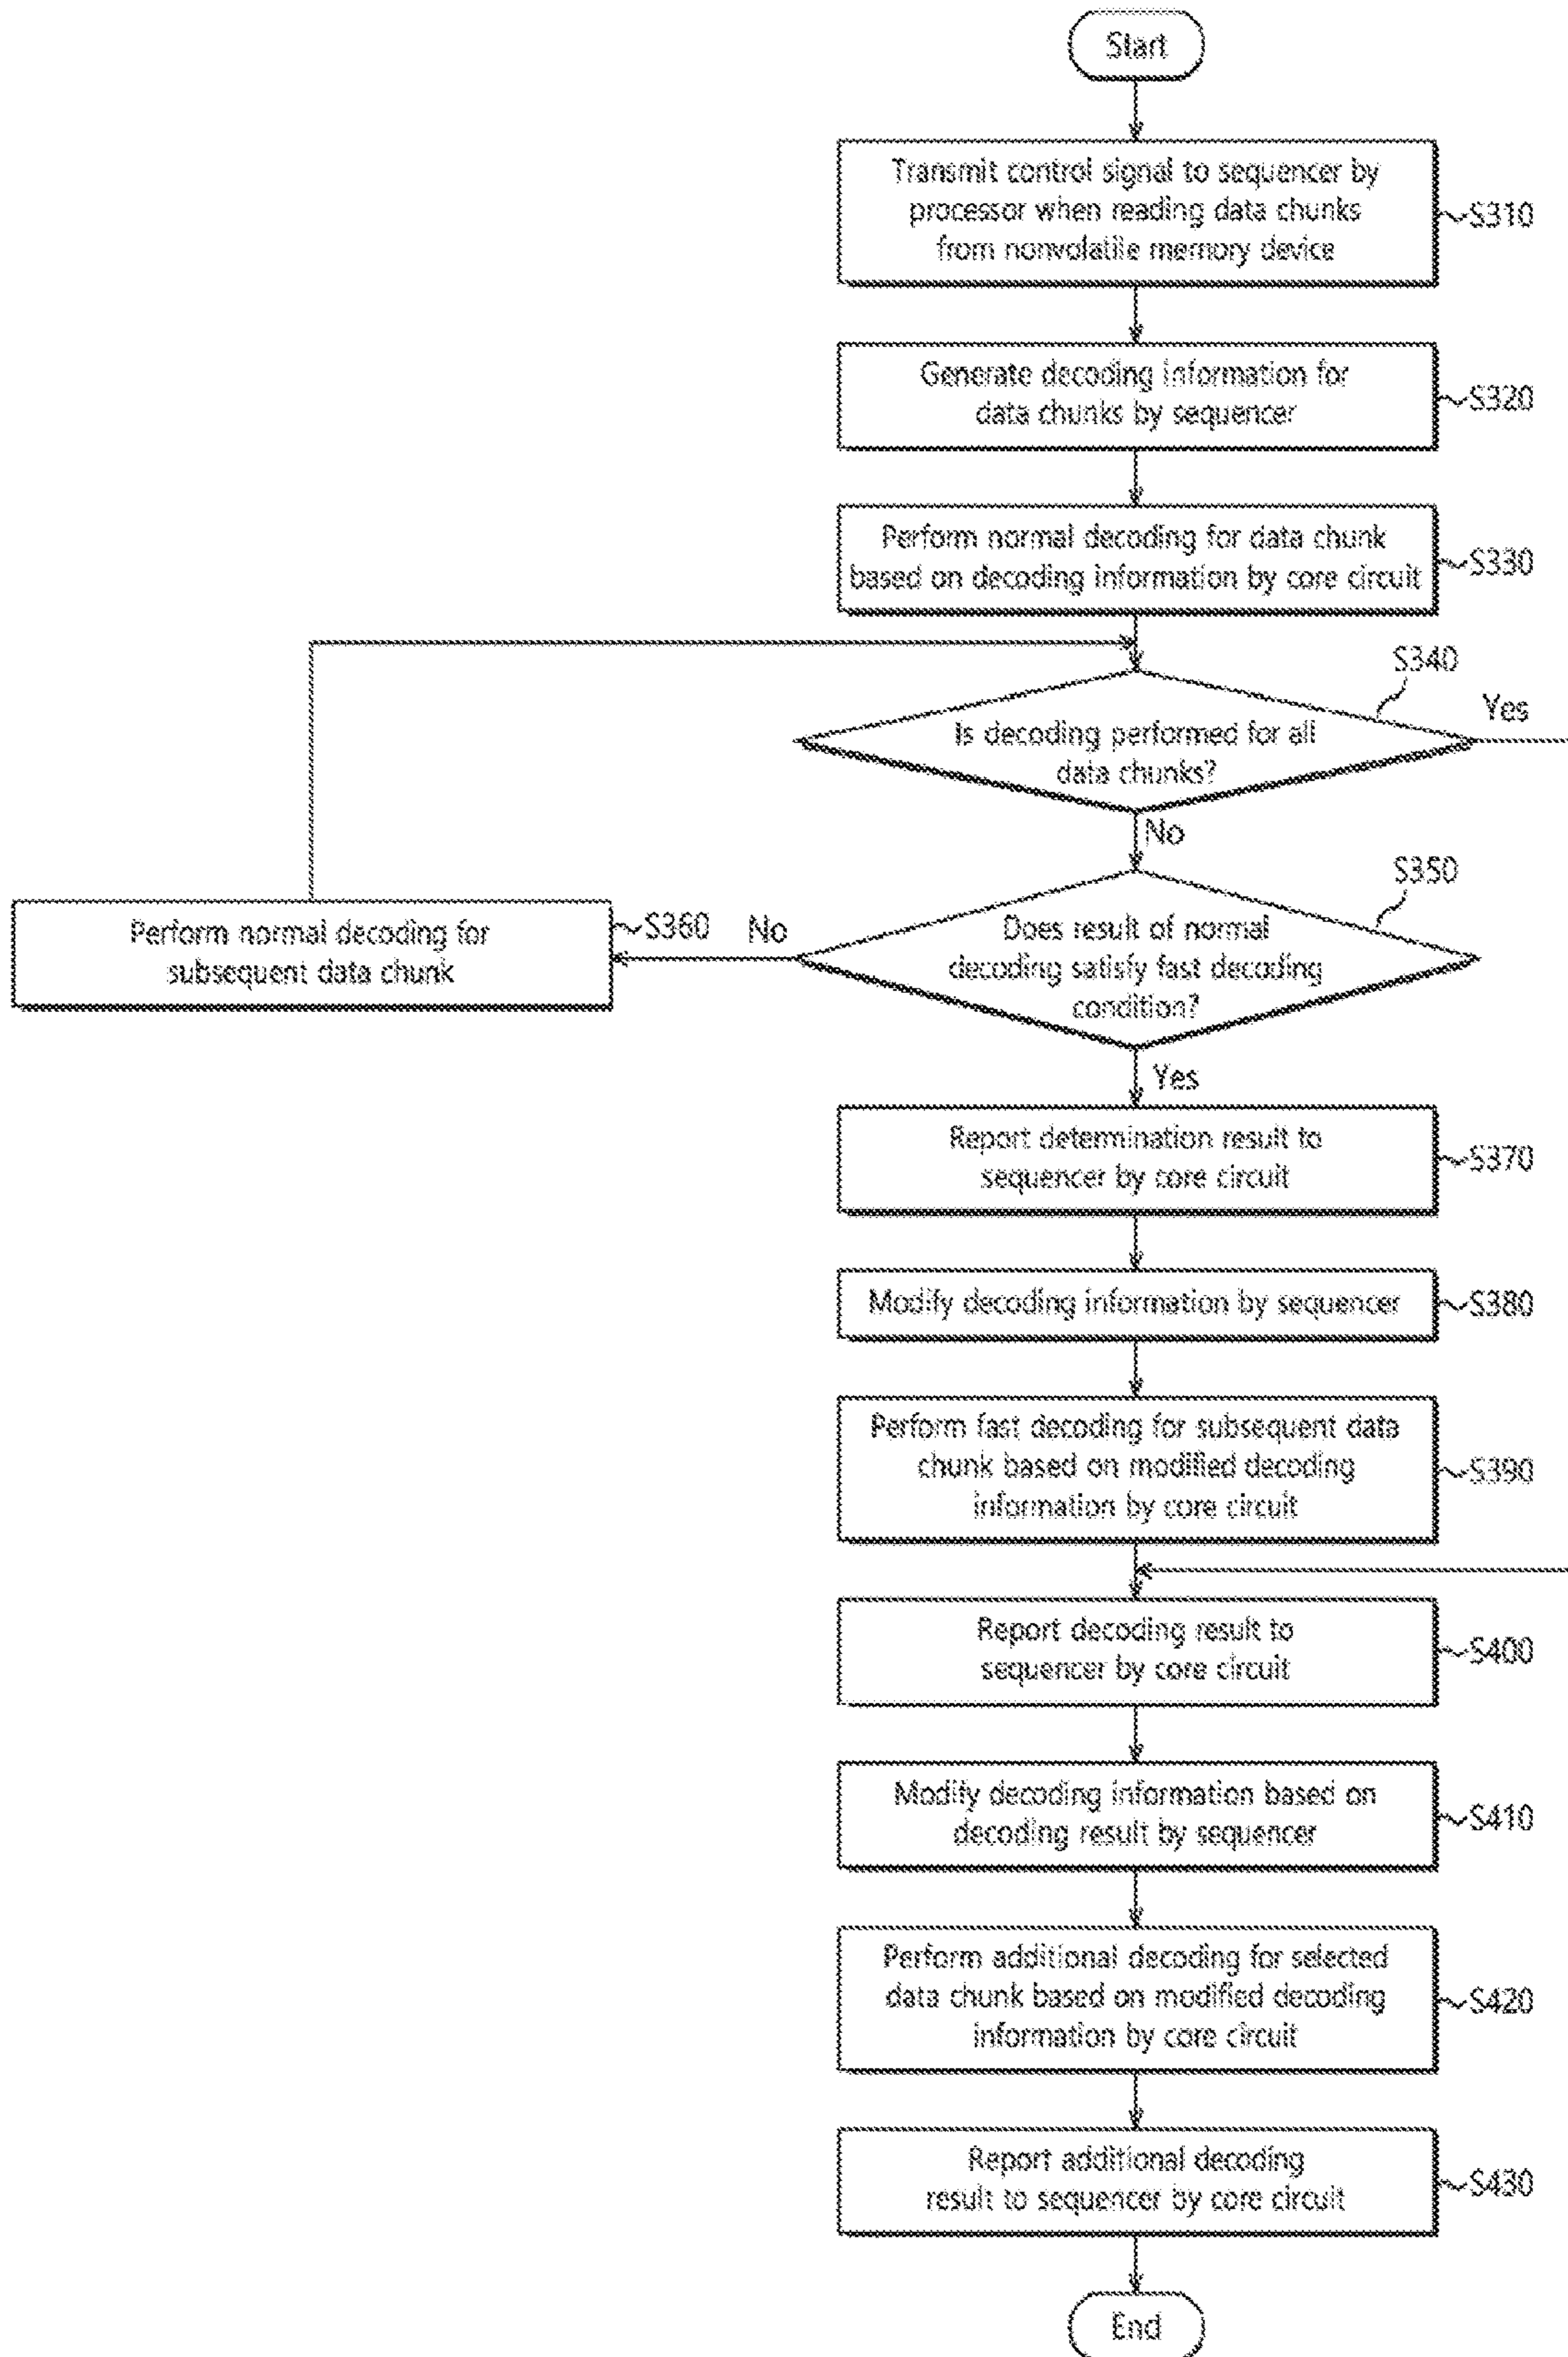 Start
Transmit control signal to sequencer by
processor when reading data chunks
from nonvolatile memory device
S310
Generate decoding information for
data chunks by sequencer
S320
Perform normal decoding for data chunk
based on decoding information by core circuit
S330
S340
Yes
Is decoding performed for all
data chunks?
No
S350
Does result of normal
decoding satisfy fast decoding
condition?
No
S360
Perform normal decoding for
subsequent data chunk
Yes
Report determination result to
sequencer by core circuit
S370
Modify decoding information by sequencer
S380
Perform fast decoding for subsequent data
chunk based on modified decoding
information by core circuit
S390
Report decoding result to
sequencer by core circuit
S400
Modify decoding information based on
decoding result by sequencer
S410
Perform additional decoding for selected
data chunk based on modified decoding
information by core circuit
S420
Report additional decoding
result to sequencer by core circuit
S430
End